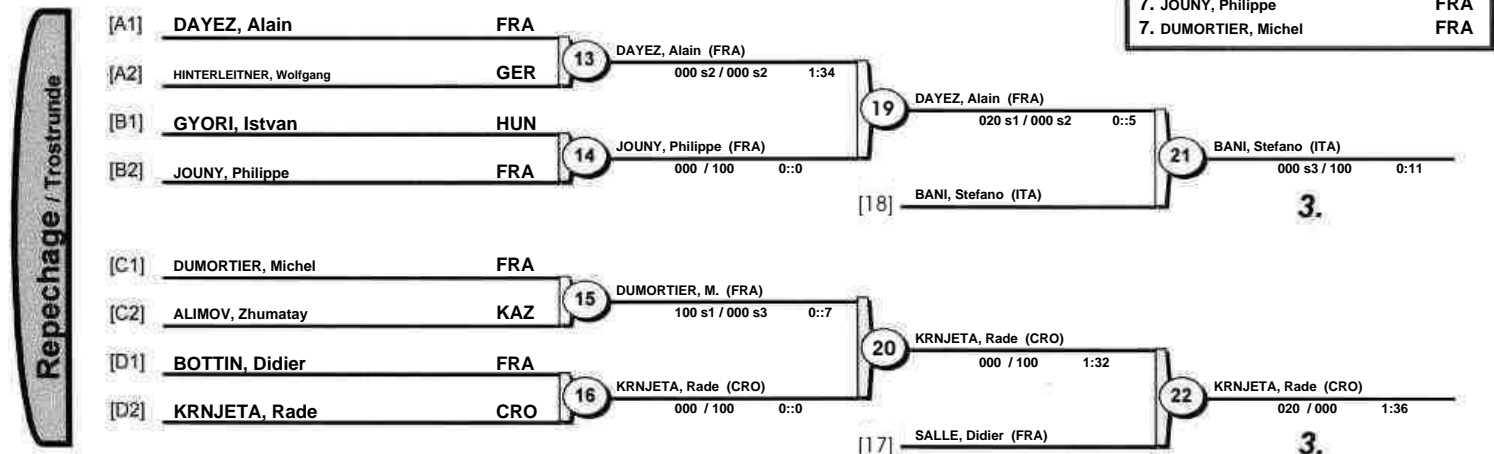 7. JOUNY, Philippe FRA
7. DUMORTIER, Michel FRA
Repechage / Trostrunde
[A1] DAYEZ, Alain FRA
[A2] HINTERLEITNER, Wolfgang GER
13
DAYEZ, Alain (FRA)
000 s2 / 000 s2 1:34
[B1] GYORI, Istvan HUN
[B2] JOUNY, Philippe FRA
14
JOUNY, Philippe (FRA)
000 / 100 0::0
19
DAYEZ, Alain (FRA)
020 s1 / 000 s2 0::5
[18] BANI, Stefano (ITA)
21
BANI, Stefano (ITA)
000 s3 / 100 0:11
3.
[C1] DUMORTIER, Michel FRA
[C2] ALIMOV, Zhumatay KAZ
15
DUMORTIER, M. (FRA)
100 s1 / 000 s3 0::7
[D1] BOTTIN, Didier FRA
[D2] KRNJETA, Rade CRO
16
KRNJETA, Rade (CRO)
000 / 100 0::0
20
KRNJETA, Rade (CRO)
000 / 100 1:32
[17] SALLE, Didier (FRA)
22
KRNJETA, Rade (CRO)
020 / 000 1:36
3.